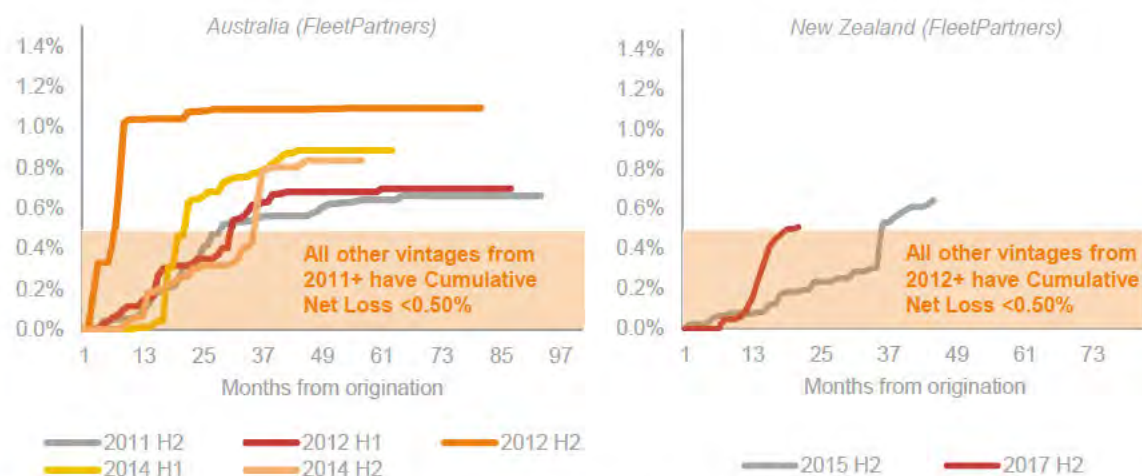 Australia (FleetPartners)
1.4%
1.2%
1.0%
0.8%
0.6%
0.4%
0.2%
0.0%
All other vintages from
2011+ have Cumulative
Net Loss <0.50%
1 13 25 37 49 61 73 85 97
Months from origination
2011 H2 2012 H1 2012 H2
2014 H1 2014 H2
New Zealand (FleetPartners)
1.4%
1.2%
1.0%
0.8%
0.6%
0.4%
0.2%
0.0%
All other vintages from
2012+ have Cumulative
Net Loss <0.50%
1 13 25 37 49 61 73
Months from origination
2015 H2 2017 H2